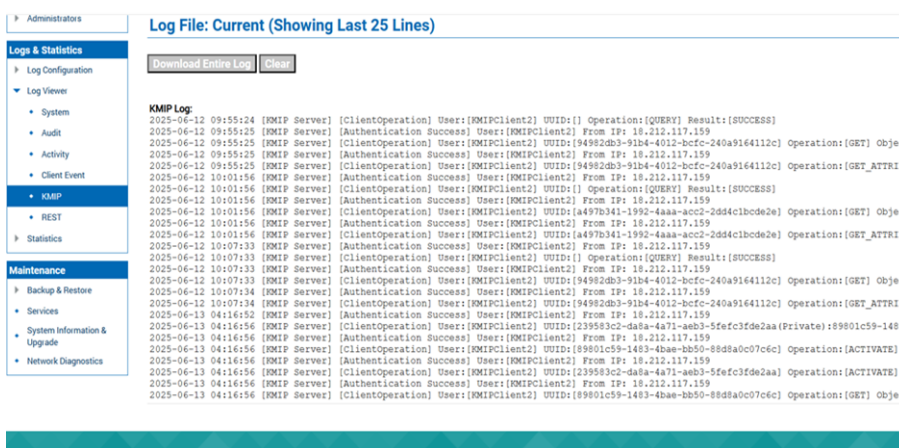 Administrators
Logs & Statistics
Log Configuration
Log Viewer
System
Audit
Activity
Client Event
KMIP
REST
Statistics
Maintenance
Backup & Restore
Services
System Information &
Upgrade
Network Diagnostics
Log File: Current (Showing Last 25 Lines)
Download Entire Log Clear
KMIP Log:
2025-06-12 09:55:24 [KMIP Server] [ClientOperation] User:[KMIPClient2] UUID:[] Operation:[QUERY] Result:[SUCCESS]
2025-06-12 09:55:25 [KMIP Server] [Authentication Success] User:[KMIPClient2] From IP: 18.212.117.159
2025-06-12 09:55:25 [KMIP Server] [ClientOperation] User:[KMIPClient2] UUID:[94982db3-91b4-4012-bcfc-240a9164112c] Operation:[GET] Obje
2025-06-12 09:55:25 [KMIP Server] [Authentication Success] User:[KMIPClient2] From IP: 18.212.117.159
2025-06-12 09:55:25 [KMIP Server] [ClientOperation] User:[KMIPClient2] UUID:[94982db3-91b4-4012-bcfc-240a9164112c] Operation:[GET_ATTRI
2025-06-12 10:01:56 [KMIP Server] [Authentication Success] User:[KMIPClient2] From IP: 18.212.117.159
2025-06-12 10:01:56 [KMIP Server] [ClientOperation] User:[KMIPClient2] UUID:[] Operation:[QUERY] Result:[SUCCESS]
2025-06-12 10:01:56 [KMIP Server] [Authentication Success] User:[KMIPClient2] From IP: 18.212.117.159
2025-06-12 10:01:56 [KMIP Server] [ClientOperation] User:[KMIPClient2] UUID:[a497b341-1992-4aaa-acc2-2dd4c1bcde2e] Operation:[GET] Obje
2025-06-12 10:01:56 [KMIP Server] [Authentication Success] User:[KMIPClient2] From IP: 18.212.117.159
2025-06-12 10:01:56 [KMIP Server] [ClientOperation] User:[KMIPClient2] UUID:[a497b341-1992-4aaa-acc2-2dd4c1bcde2e] Operation:[GET_ATTRI
2025-06-12 10:07:33 [KMIP Server] [Authentication Success] User:[KMIPClient2] From IP: 18.212.117.159
2025-06-12 10:07:33 [KMIP Server] [ClientOperation] User:[KMIPClient2] UUID:[] Operation:[QUERY] Result:[SUCCESS]
2025-06-12 10:07:33 [KMIP Server] [Authentication Success] User:[KMIPClient2] From IP: 18.212.117.159
2025-06-12 10:07:33 [KMIP Server] [ClientOperation] User:[KMIPClient2] UUID:[94982db3-91b4-4012-bcfc-240a9164112c] Operation:[GET] Obje
2025-06-12 10:07:34 [KMIP Server] [Authentication Success] User:[KMIPClient2] From IP: 18.212.117.159
2025-06-12 10:07:34 [KMIP Server] [ClientOperation] User:[KMIPClient2] UUID:[94982db3-91b4-4012-bcfc-240a9164112c] Operation:[GET_ATTRI
2025-06-13 04:16:52 [KMIP Server] [Authentication Success] User:[KMIPClient2] From IP: 18.212.117.159
2025-06-13 04:16:56 [KMIP Server] [ClientOperation] User:[KMIPClient2] UUID:[239583c2-da8a-4a71-aeb3-5fefc3fde2aa(Private):89801c59-148
2025-06-13 04:16:56 [KMIP Server] [Authentication Success] User:[KMIPClient2] From IP: 18.212.117.159
2025-06-13 04:16:56 [KMIP Server] [ClientOperation] User:[KMIPClient2] UUID:[89801c59-1483-4bae-bb50-88d8a0c07c6c] Operation:[ACTIVATE]
2025-06-13 04:16:56 [KMIP Server] [Authentication Success] User:[KMIPClient2] From IP: 18.212.117.159
2025-06-13 04:16:56 [KMIP Server] [ClientOperation] User:[KMIPClient2] UUID:[239583c2-da8a-4a71-aeb3-5fefc3fde2aa] Operation:[ACTIVATE]
2025-06-13 04:16:56 [KMIP Server] [Authentication Success] User:[KMIPClient2] From IP: 18.212.117.159
2025-06-13 04:16:56 [KMIP Server] [ClientOperation] User:[KMIPClient2] UUID:[89801c59-1483-4bae-bb50-88d8a0c07c6c] Operation:[GET] Obje